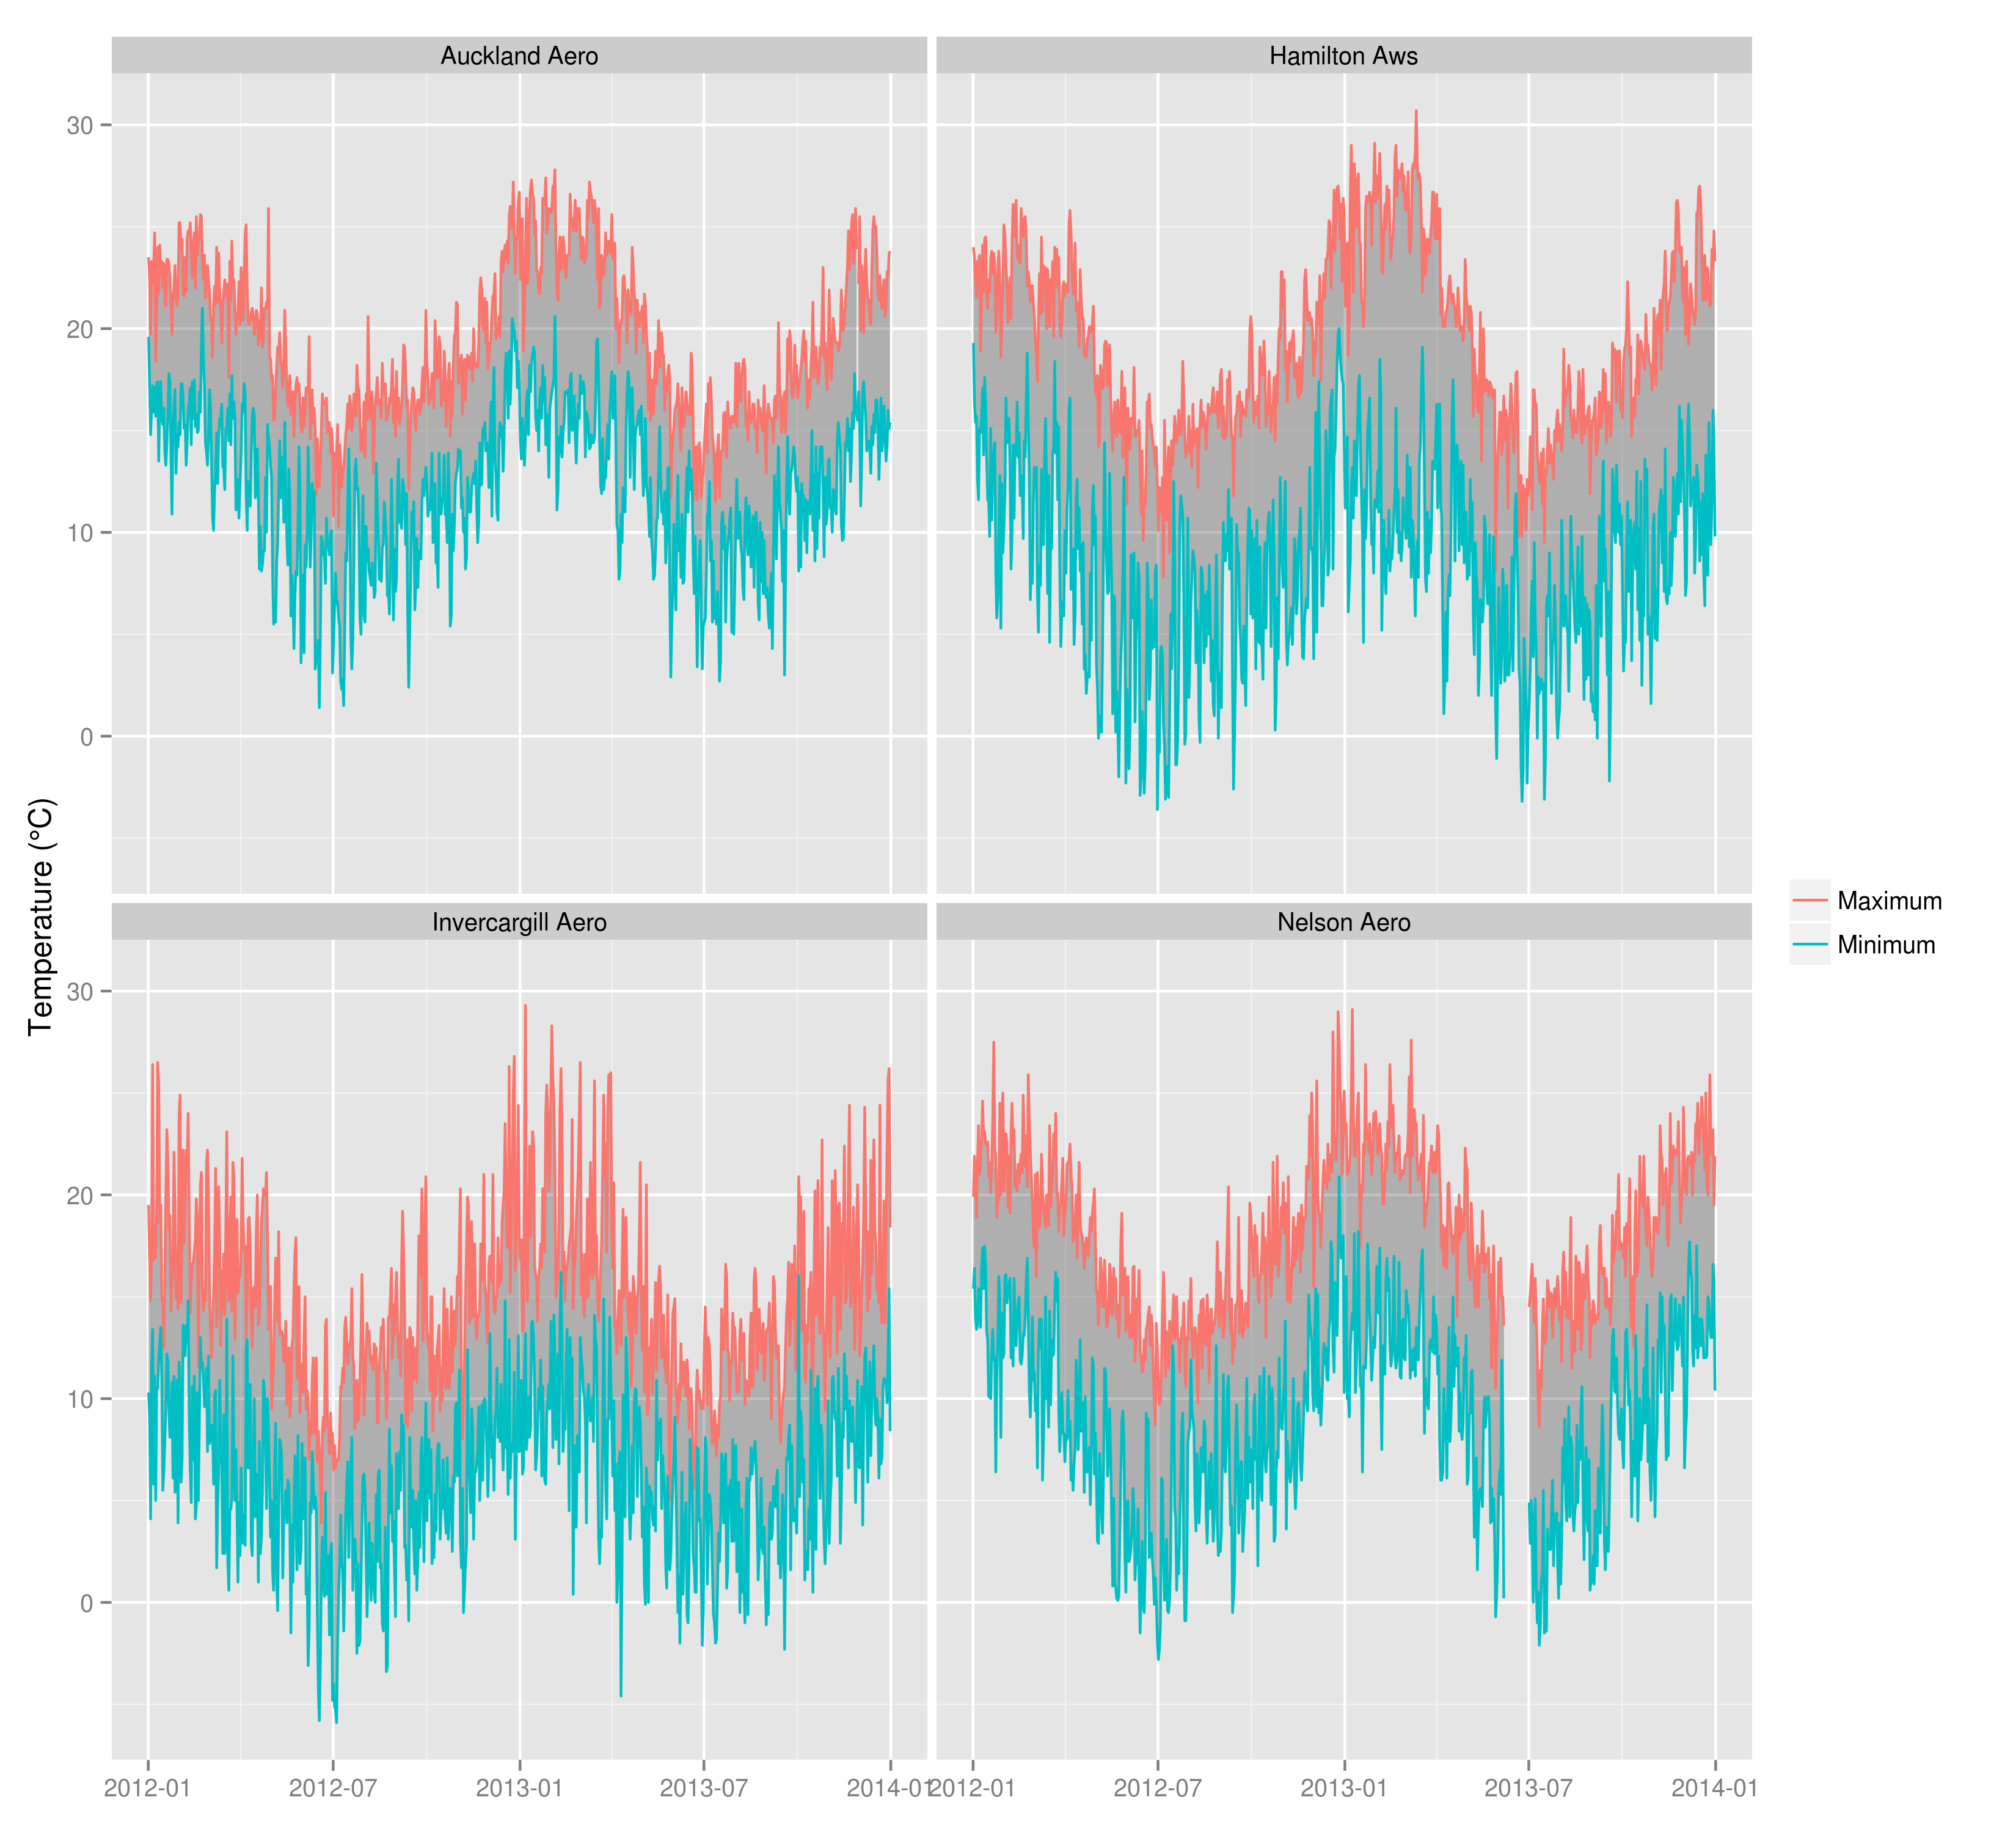 Auckland Aero
Hamilton Aws
30
20
10
0
Temperature (°C)
Invercargill Aero
Nelson Aero
30
20
10
0
Maximum
Minimum
2012-01
2012-07
2013-01
2013-07
2014-01
2012-01
2012-07
2013-01
2013-07
2014-01